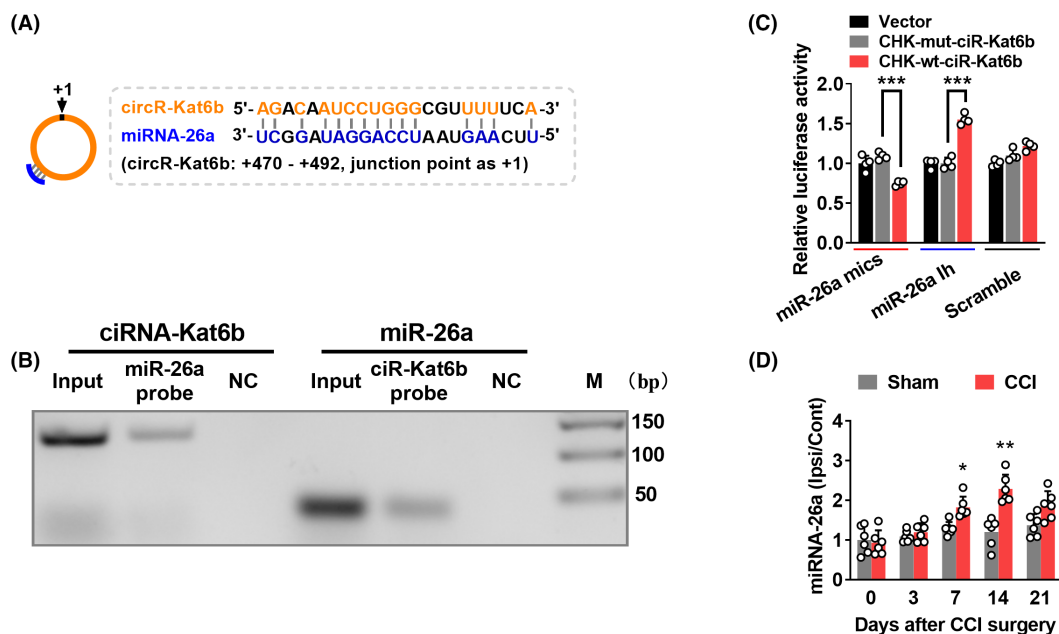 (A)
+1
circR-Kat6b 5'-AGACAAUCCUGGGCGUUUUUCA-3'
miRNA-26a 3'-UCGGAUAGGACCUAAUGAACUU-5'
(circR-Kat6b: +470 - +492, junction point as +1)
(B)
ciRNA-Kat6b miR-26a
Input miR-26a probe NC Input ciR-Kat6b probe NC M (bp)
150
100
50
(C)
Vector
CHK-mut-ciR-Kat6b
CHK-wt-ciR-Kat6b
Relative luciferase activity
2.0
1.5
1.0
0.5
0.0
*** ***
miR-26a mics miR-26a Ih Scramble
(D)
Sham CCI
miRNA-26a (Ipsi/Cont)
4
3
2
1
0
* **
0 3 7 14 21
Days after CCI surgery